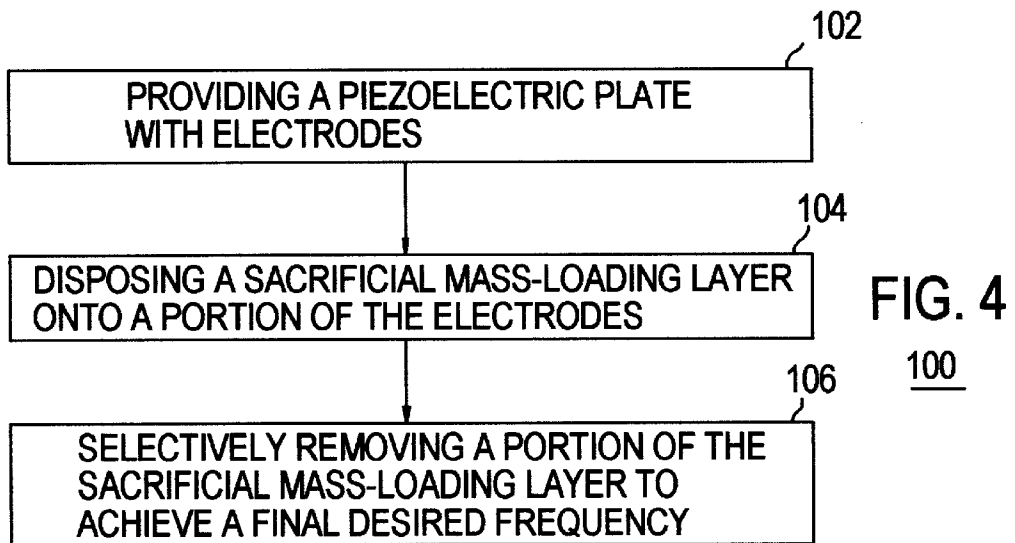 102
PROVIDING A PIEZOELECTRIC PLATE
WITH ELECTRODES
104
DISPOSING A SACRIFICIAL MASS-LOADING LAYER
ONTO A PORTION OF THE ELECTRODES
FIG. 4
100
106
SELECTIVELY REMOVING A PORTION OF THE
SACRIFICIAL MASS-LOADING LAYER TO
ACHIEVE A FINAL DESIRED FREQUENCY